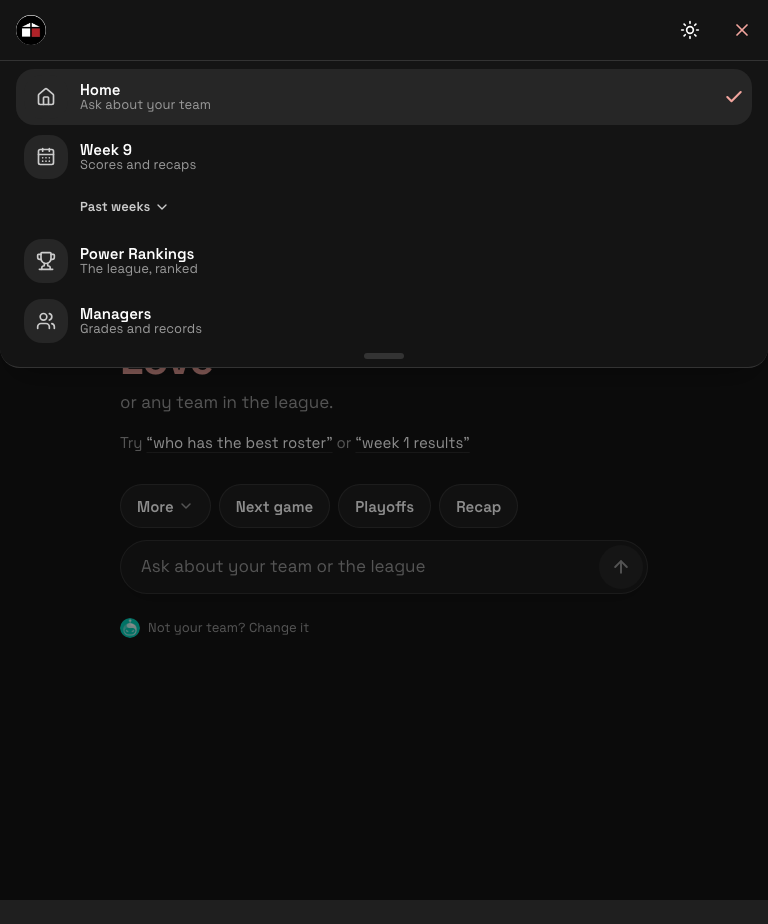 Home
Ask about your team
Week 9
Scores and recaps
Past weeks
Power Rankings
The league, ranked
Managers
Grades and records
or any team in the league.
Try “who has the best roster” or “week 1 results”
More
Next game
Playoffs
Recap
Ask about your team or the league
Not your team? Change it